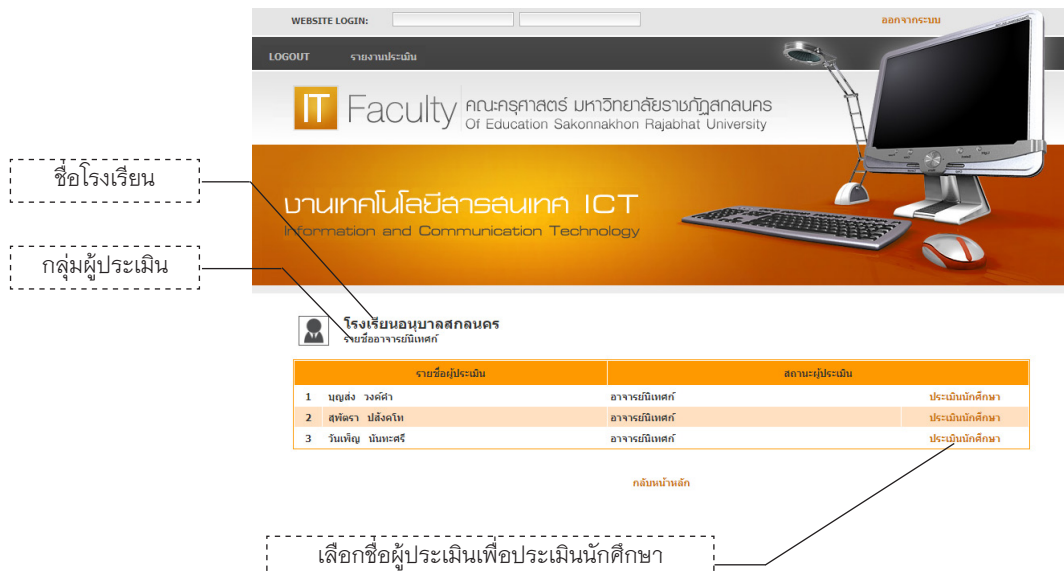 WEBSITE LOGIN:
ออกจากระบบ
LOGOUT รายงานประเมิน
IT Faculty คณะครุศาสตร์ มหาวิทยาลัยราชภัฏสกลนคร
Of Education Sakonnakhon Rajabhat University
ชื่อโรงเรียน
งานเทคโนโลยีสารสนเทศ ICT
Information and Communication Technology
กลุ่มผู้ประเมิน
โรงเรียนอนุบาลสกลนคร
รายชื่ออาจารย์นิเทศก์
รายชื่อผู้ประเมิน สถานะผู้ประเมิน
1 บุญส่ง วงค์คำ อาจารย์นิเทศก์ ประเมินนักศึกษา
2 สุพัตรา ปสังคโท อาจารย์นิเทศก์ ประเมินนักศึกษา
3 วันเพ็ญ นันทะศรี อาจารย์นิเทศก์ ประเมินนักศึกษา
กลับหน้าหลัก
เลือกชื่อผู้ประเมินเพื่อประเมินนักศึกษา